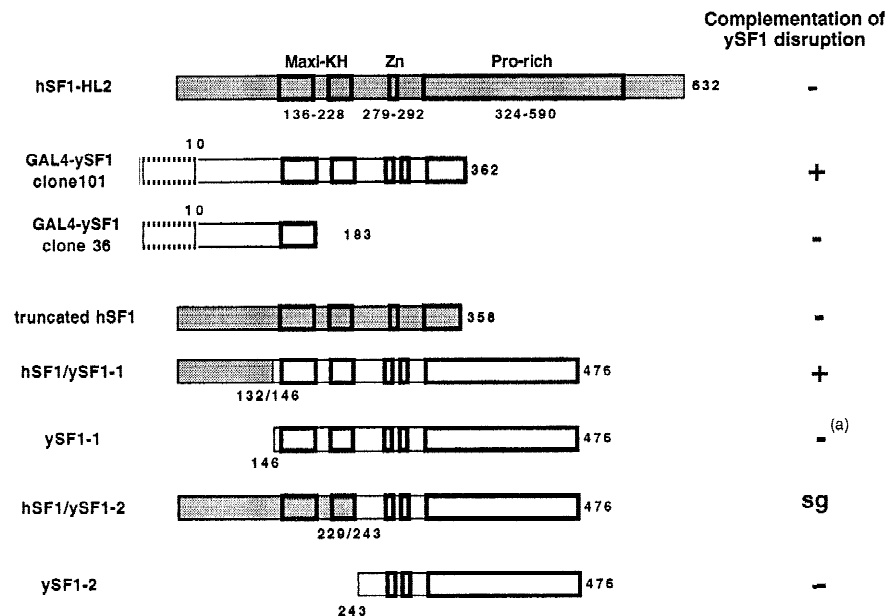 Complementation of
ySF1 disruption
Maxi-KH Zn Pro-rich
hSF1-HL2 632 -
136-228 279-292 324-590
10
GAL4-ySF1
clone101 362 +
10
GAL4-ySF1
clone 36 183 -
truncated hSF1 358 -
hSF1/ySF1-1 476 +
132/146
ySF1-1 476 - (a)
146
hSF1/ySF1-2 476 sg
229/243
ySF1-2 476 -
243